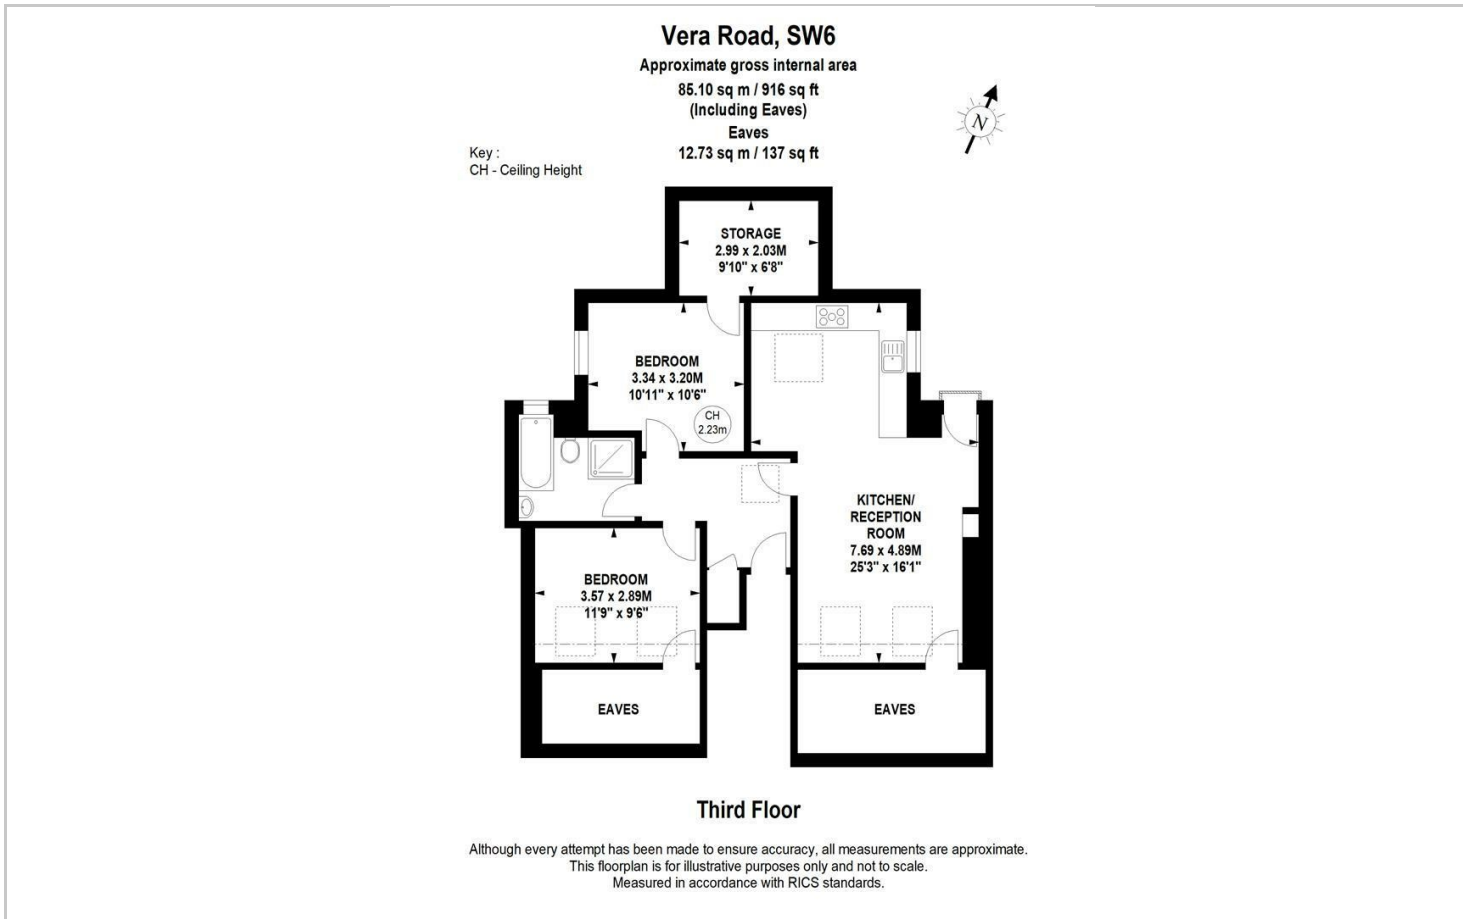 Vera Road, SW6
Approximate gross internal area
85.10 sq m / 916 sq ft
(Including Eaves)
Eaves
12.73 sq m / 137 sq ft
Key :
CH - Ceiling Height
N
STORAGE
2.99 x 2.03M
9'10" x 6'8"
BEDROOM
3.34 x 3.20M
10'11" x 10'6"
CH
2.23m
KITCHEN/
RECEPTION
ROOM
7.69 x 4.89M
25'3" x 16'1"
BEDROOM
3.57 x 2.89M
11'9" x 9'6"
EAVES
EAVES
Third Floor
Although every attempt has been made to ensure accuracy, all measurements are approximate.
This floorplan is for illustrative purposes only and not to scale.
Measured in accordance with RICS standards.